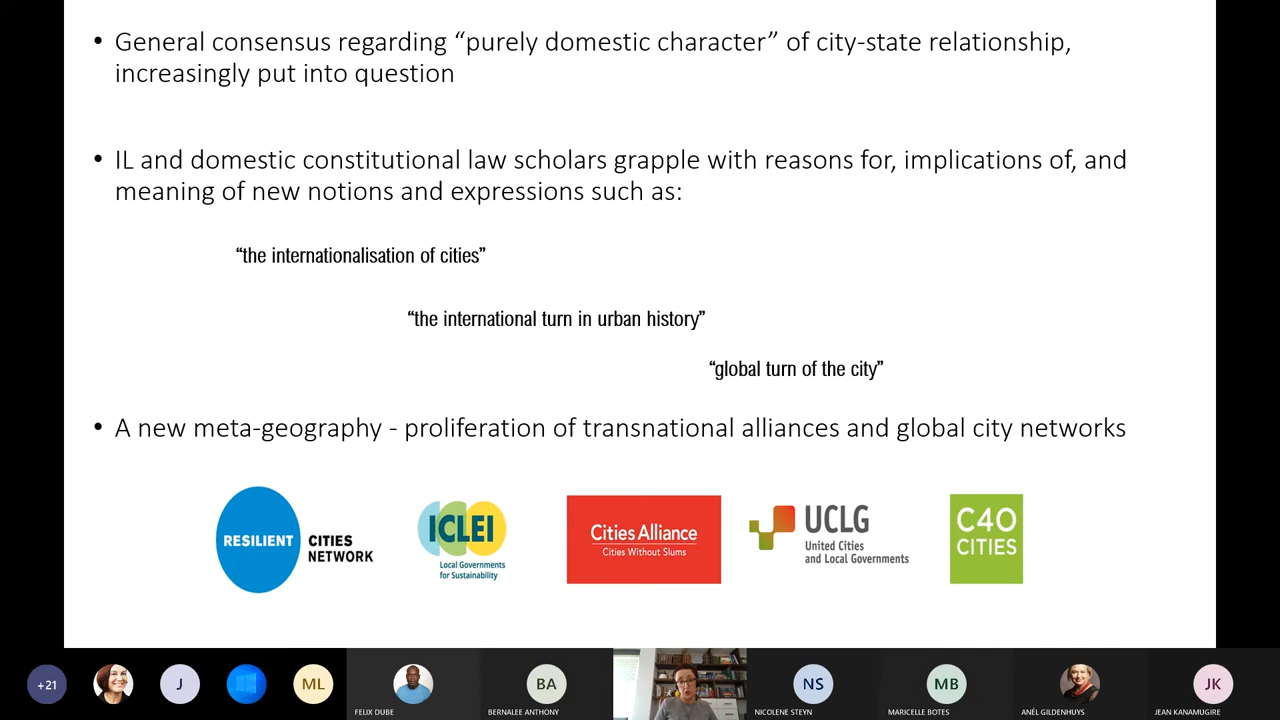 • General consensus regarding “purely domestic character” of city-state relationship,
increasingly put into question
• IL and domestic constitutional law scholars grapple with reasons for, implications of, and
meaning of new notions and expressions such as:
“the internationalisation of cities”
“the international turn in urban history”
“global turn of the city”
• A new meta-geography - proliferation of transnational alliances and global city networks
RESILIENT CITIES
NETWORK
ICLEI
Local Governments
for Sustainability
Cities Alliance
Cities Without Slums
UCLG
United Cities
and Local Governments
C40
CITIES
+21
J
ML
FELIX DUBE
BA
BERNALEE ANTHONY
NS
NICOLENE STEYN
MB
MARICELLE BOTES
ANÉL GILDENHUYS
JK
JEAN KANAMUGIRE